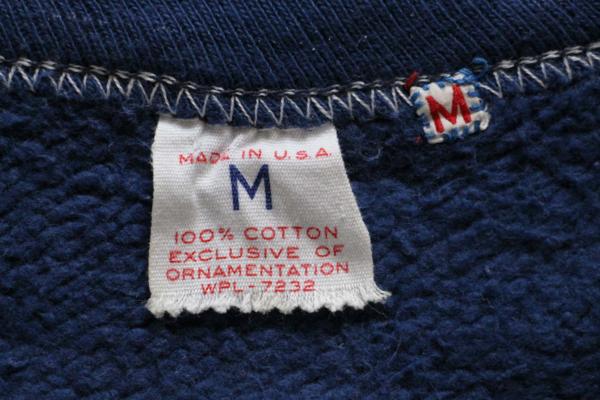 MADE IN U.S.A.
M
100% COTTON
EXCLUSIVE OF
ORNAMENTATION
WPL-7232
M